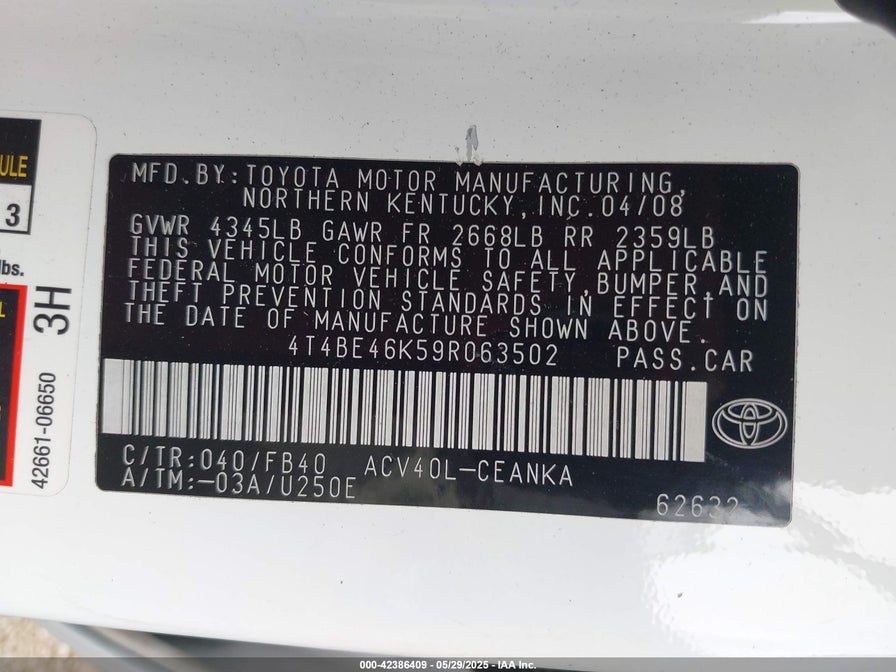 ULE
3
lbs.
L
3H
42661-06650
MFD.BY:TOYOTA MOTOR MANUFACTURING,
NORTHERN KENTUCKY,INC.04/08
GVWR 4345LB GAWR FR 2668LB RR 2359LB
THIS VEHICLE CONFORMS TO ALL APPLICABLE
FEDERAL MOTOR VEHICLE SAFETY,BUMPER,AND
THEFT PREVENTION STANDARDS IN EFFECT ON
THE DATE OF MANUFACTURE SHOWN ABOVE.
4T4BE46K59R063502 PASS.CAR
C/TR:040/FB40 ACV40L-CEANKA
A/TM:-03A/U250E
62632
000-42386409 - 05/29/2025 - IAA Inc.